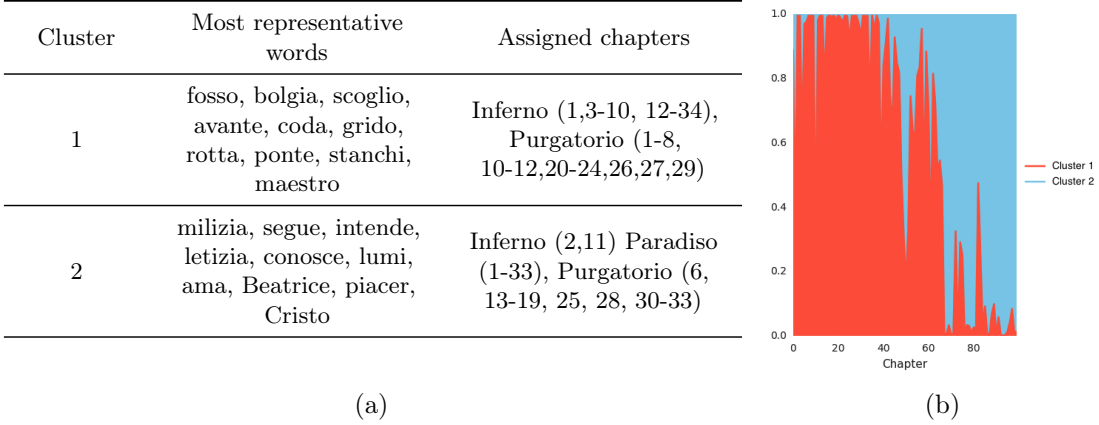 Cluster
Most representative
words
Assigned chapters
1
fosso, bolgia, scoglio,
avante, coda, grido,
rotta, ponte, stanchi,
maestro
Inferno (1,3-10, 12-34),
Purgatorio (1-8,
10-12,20-24,26,27,29)
2
milizia, segue, intende,
letizia, conosce, lumi,
ama, Beatrice, piacer,
Cristo
Inferno (2,11) Paradiso
(1-33), Purgatorio (6,
13-19, 25, 28, 30-33)
(a)
1.0
0.8
0.6
0.4
0.2
0.0
0 20 40 60 80
Chapter
Cluster 1
Cluster 2
(b)